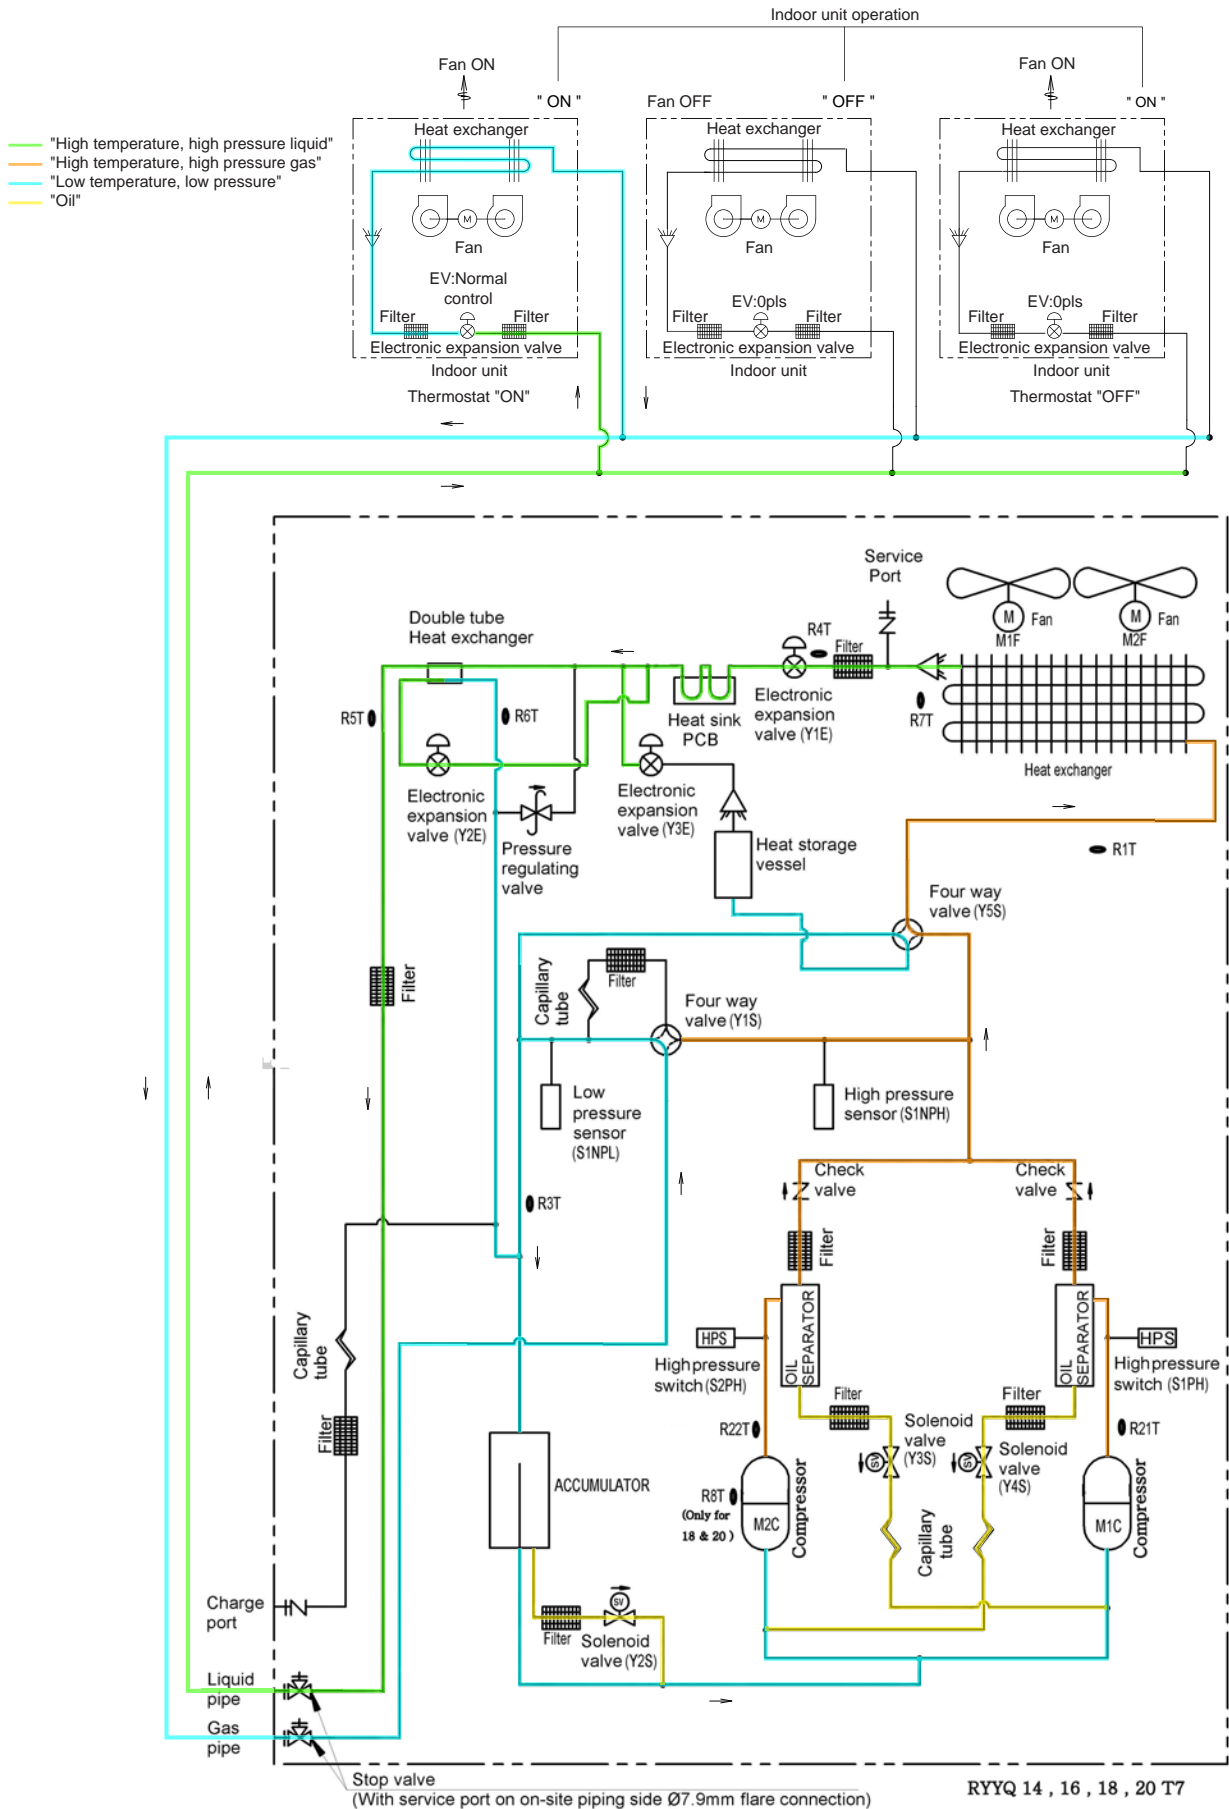 Indoor unit operation
Fan ON
" ON "
Fan OFF
" OFF "
Fan ON
" ON "
"High temperature, high pressure liquid"
"High temperature, high pressure gas"
"Low temperature, low pressure"
"Oil"
Heat exchanger
M
Fan
EV:Normal
control
Filter
Filter
Electronic expansion valve
Indoor unit
Thermostat "ON"
Heat exchanger
M
Fan
EV:0pls
Filter
Filter
Electronic expansion valve
Indoor unit
Heat exchanger
M
Fan
EV:0pls
Filter
Filter
Electronic expansion valve
Indoor unit
Thermostat "OFF"
Service
Port
M
Fan
M1F
M
Fan
M2F
Double tube
Heat exchanger
R4T
Filter
R5T
R6T
Heat sink
PCB
Electronic
expansion
valve (Y1E)
R7T
Heat exchanger
Electronic
expansion
valve (Y2E)
Electronic
expansion
valve (Y3E)
Pressure
regulating
valve
Heat storage
vessel
R1T
Four way
valve (Y5S)
Filter
Capillary
tube
Filter
Four way
valve (Y1S)
Low
pressure
sensor
(S1NPL)
High pressure
sensor (S1NPH)
Check
valve
Check
valve
R3T
Filter
Filter
OIL
SEPARATOR
OIL
SEPARATOR
HPS
High pressure
switch (S2PH)
HPS
High pressure
switch (S1PH)
Capillary
tube
Filter
Filter
Filter
R22T
Solenoid
valve
(Y3S)
SV
SV
Solenoid
valve
(Y4S)
R21T
ACCUMULATOR
R8T
(Only for
18 & 20 )
M2C
Compressor
Capillary
tube
M1C
Compressor
SV
Filter
Solenoid
valve (Y2S)
Charge
port
Liquid
pipe
Gas
pipe
Stop valve
(With service port on on-site piping side Ø7.9mm flare connection)
RYYQ 14 , 16 , 18 , 20 T7